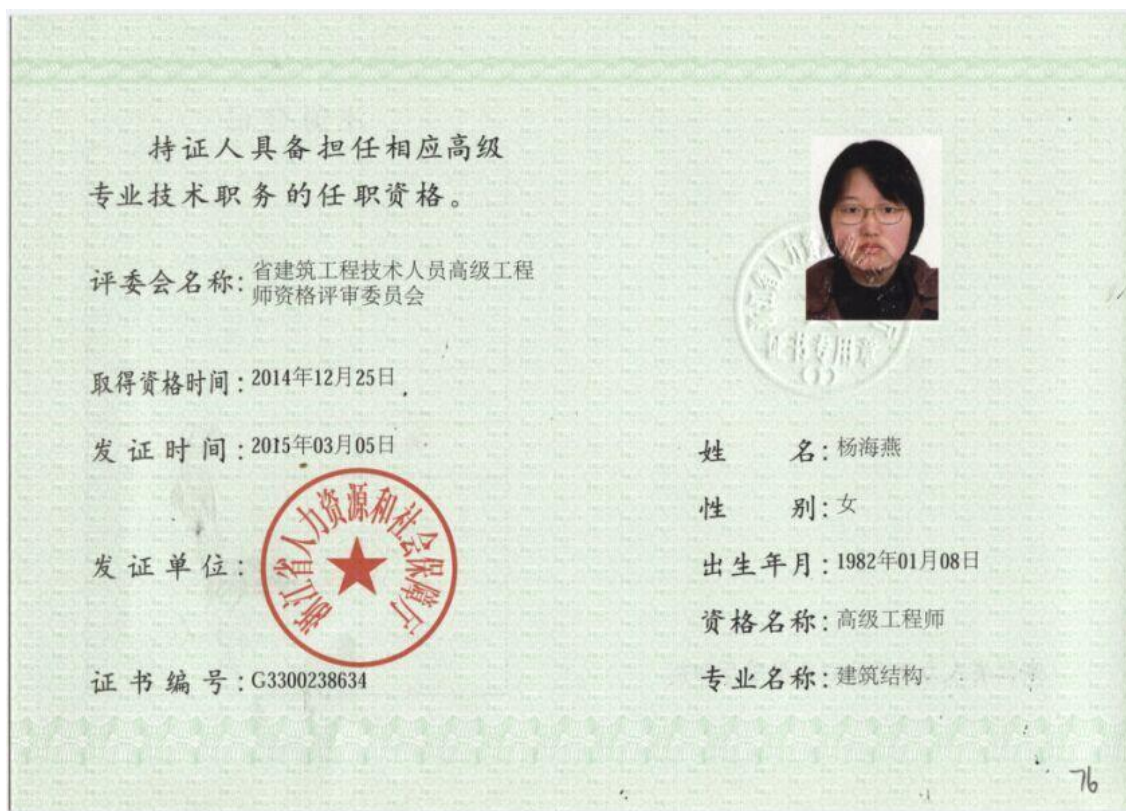 持证人具备担任相应高级
专业技术职务的任职资格。
评委会名称：省建筑工程技术人员高级工程
师资格评审委员会
取得资格时间：2014年12月25日
发证时间：2015年03月05日
发证单位：
浙江省人力资源和社会保障厅
证书编号：G3300238634
证书专用章
姓名：杨海燕
性别：女
出生年月：1982年01月08日
资格名称：高级工程师
专业名称：建筑结构
76